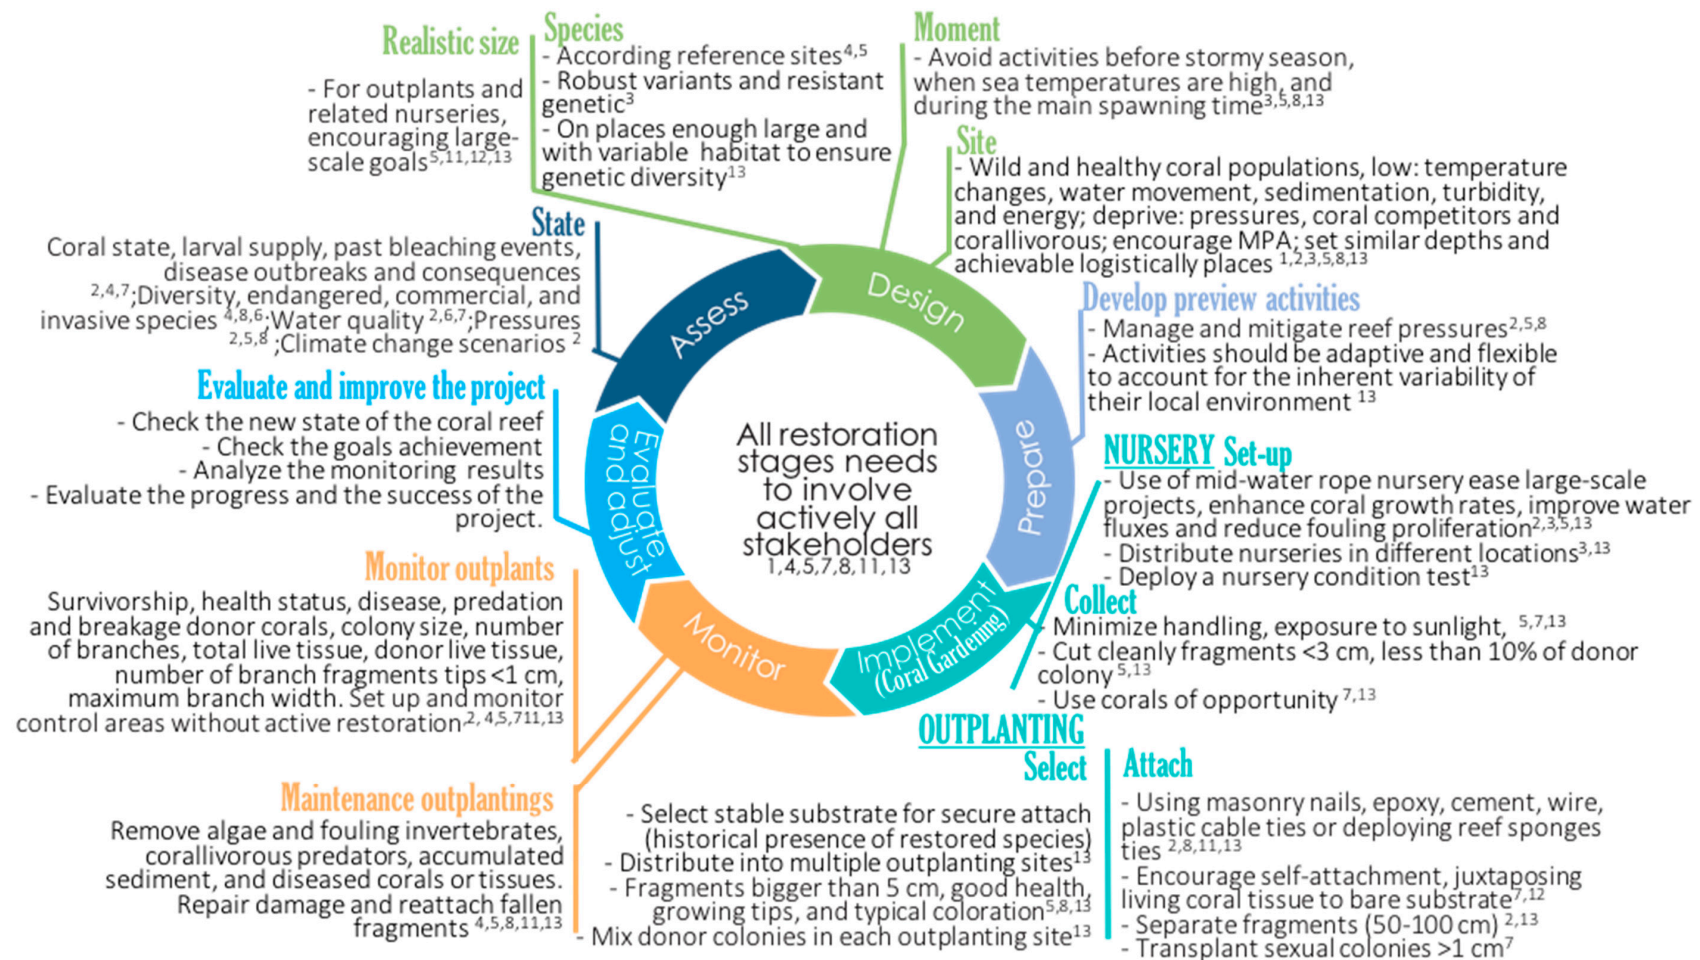 Realistic size
- For outplants and
related nurseries,
encouraging large-
scale goals5,11,12,13
Species
- According reference sites4,5
- Robust variants and resistant
genetic3
- On places enough large and
with variable habitat to ensure
genetic diversity13
Moment
- Avoid activities before stormy season,
when sea temperatures are high, and
during the main spawning time3,5,8,13
Site
- Wild and healthy coral populations, low: temperature
changes, water movement, sedimentation, turbidity,
and energy; deprive: pressures, coral competitors and
corallivorous; encourage MPA; set similar depths and
achievable logistically places 1,2,3,5,8,13
State
Coral state, larval supply, past bleaching events,
disease outbreaks and consequences
2,4,7;Diversity, endangered, commercial, and
invasive species 4,8,6;Water quality 2,6,7;Pressures
2,5,8 ;Climate change scenarios 2
Develop preview activities
- Manage and mitigate reef pressures2,5,8
- Activities should be adaptive and flexible
to account for the inherent variability of
their local environment 13
Evaluate and improve the project
- Check the new state of the coral reef
- Check the goals achievement
- Analyze the monitoring results
- Evaluate the progress and the success of the
project.
Assess
Design
Prepare
Implement
(Coral Gardening)
Monitor
Evaluate
and adjust
All restoration
stages needs
to involve
actively all
stakeholders
1,4,5,7,8,11,13
NURSERY Set-up
- Use of mid-water rope nursery ease large-scale
projects, enhance coral growth rates, improve water
fluxes and reduce fouling proliferation2,3,5,13
- Distribute nurseries in different locations3,13
- Deploy a nursery condition test13
Collect
- Minimize handling, exposure to sunlight, 5,7,13
- Cut cleanly fragments <3 cm, less than 10% of donor
colony 5,13
- Use corals of opportunity 7,13
Monitor outplants
Survivorship, health status, disease, predation
and breakage donor corals, colony size, number
of branches, total live tissue, donor live tissue,
number of branch fragments tips <1 cm,
maximum branch width. Set up and monitor
control areas without active restoration,2, 4,5,711,13
Maintenance outplantings
Remove algae and fouling invertebrates,
corallivorous predators, accumulated
sediment, and diseased corals or tissues.
Repair damage and reattach fallen
fragments 4,5,8,11,13
OUTPLANTING
Select
- Select stable substrate for secure attach
(historical presence of restored species)
- Distribute into multiple outplanting sites13
- Fragments bigger than 5 cm, good health,
growing tips, and typical coloration5,8,13
- Mix donor colonies in each outplanting site13
Attach
- Using masonry nails, epoxy, cement, wire,
plastic cable ties or deploying reef sponges
ties 2,8,11,13
- Encourage self-attachment, juxtaposing
living coral tissue to bare substrate7,12
- Separate fragments (50-100 cm) 2,13
- Transplant sexual colonies >1 cm7